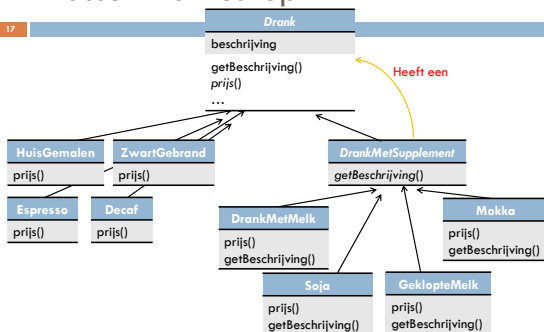 17
Drank
beschrijving
getBeschrijving()
prijs()
...
Heeft een
HuisGemalen
prijs()
ZwartGebrand
prijs()
DrankMetSupplement
getBeschrijving()
Espresso
prijs()
Decaf
prijs()
DrankMetMelk
prijs()
getBeschrijving()
Mokka
prijs()
getBeschrijving()
Soja
prijs()
getBeschrijving()
GeklopteMelk
prijs()
getBeschrijving()